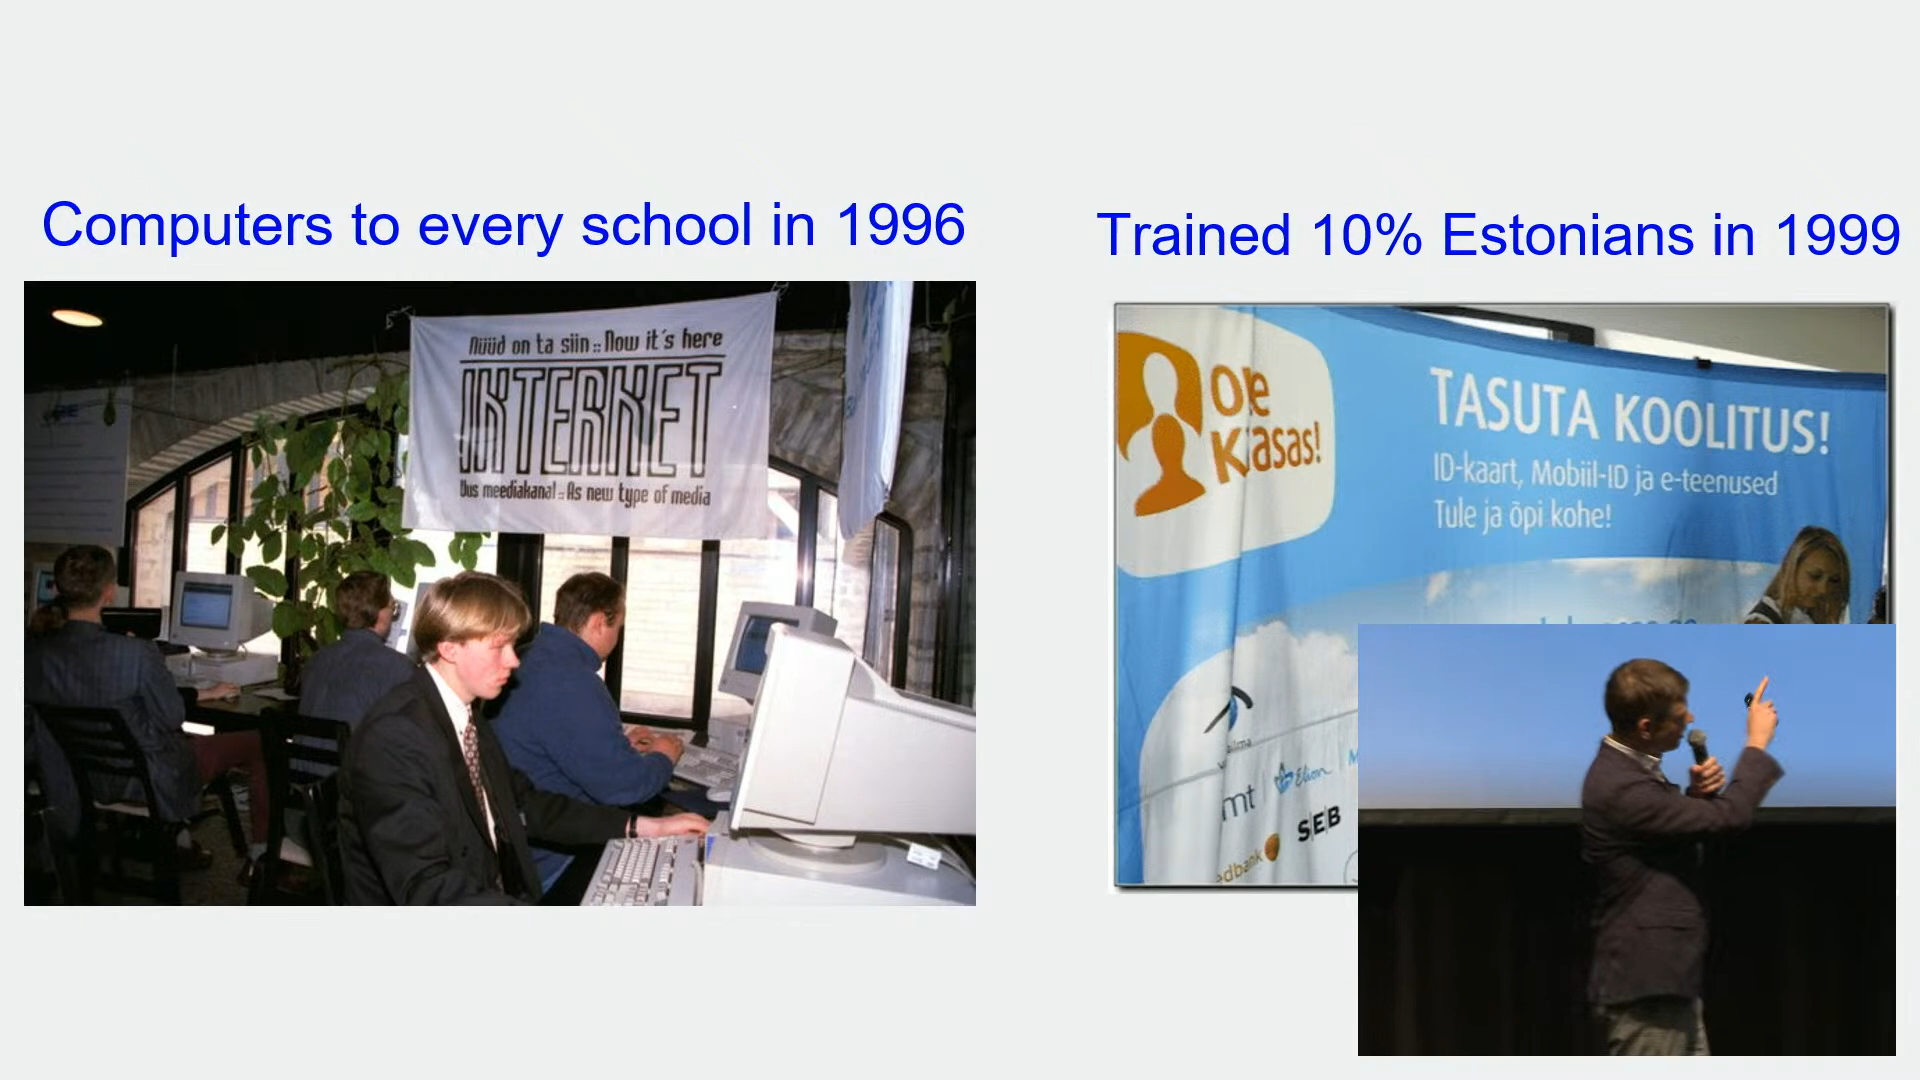 Computers to every school in 1996
Nüüd on ta siin :: Now it's here
INTERNET
Uus meediakanal :: As new type of media
Trained 10% Estonians in 1999
Ole
Kaasas!
TASUTA KOOLITUS!
ID-kaart, Mobiil-ID ja e-teenused
Tule ja õpi kohe!
Elion
SEB